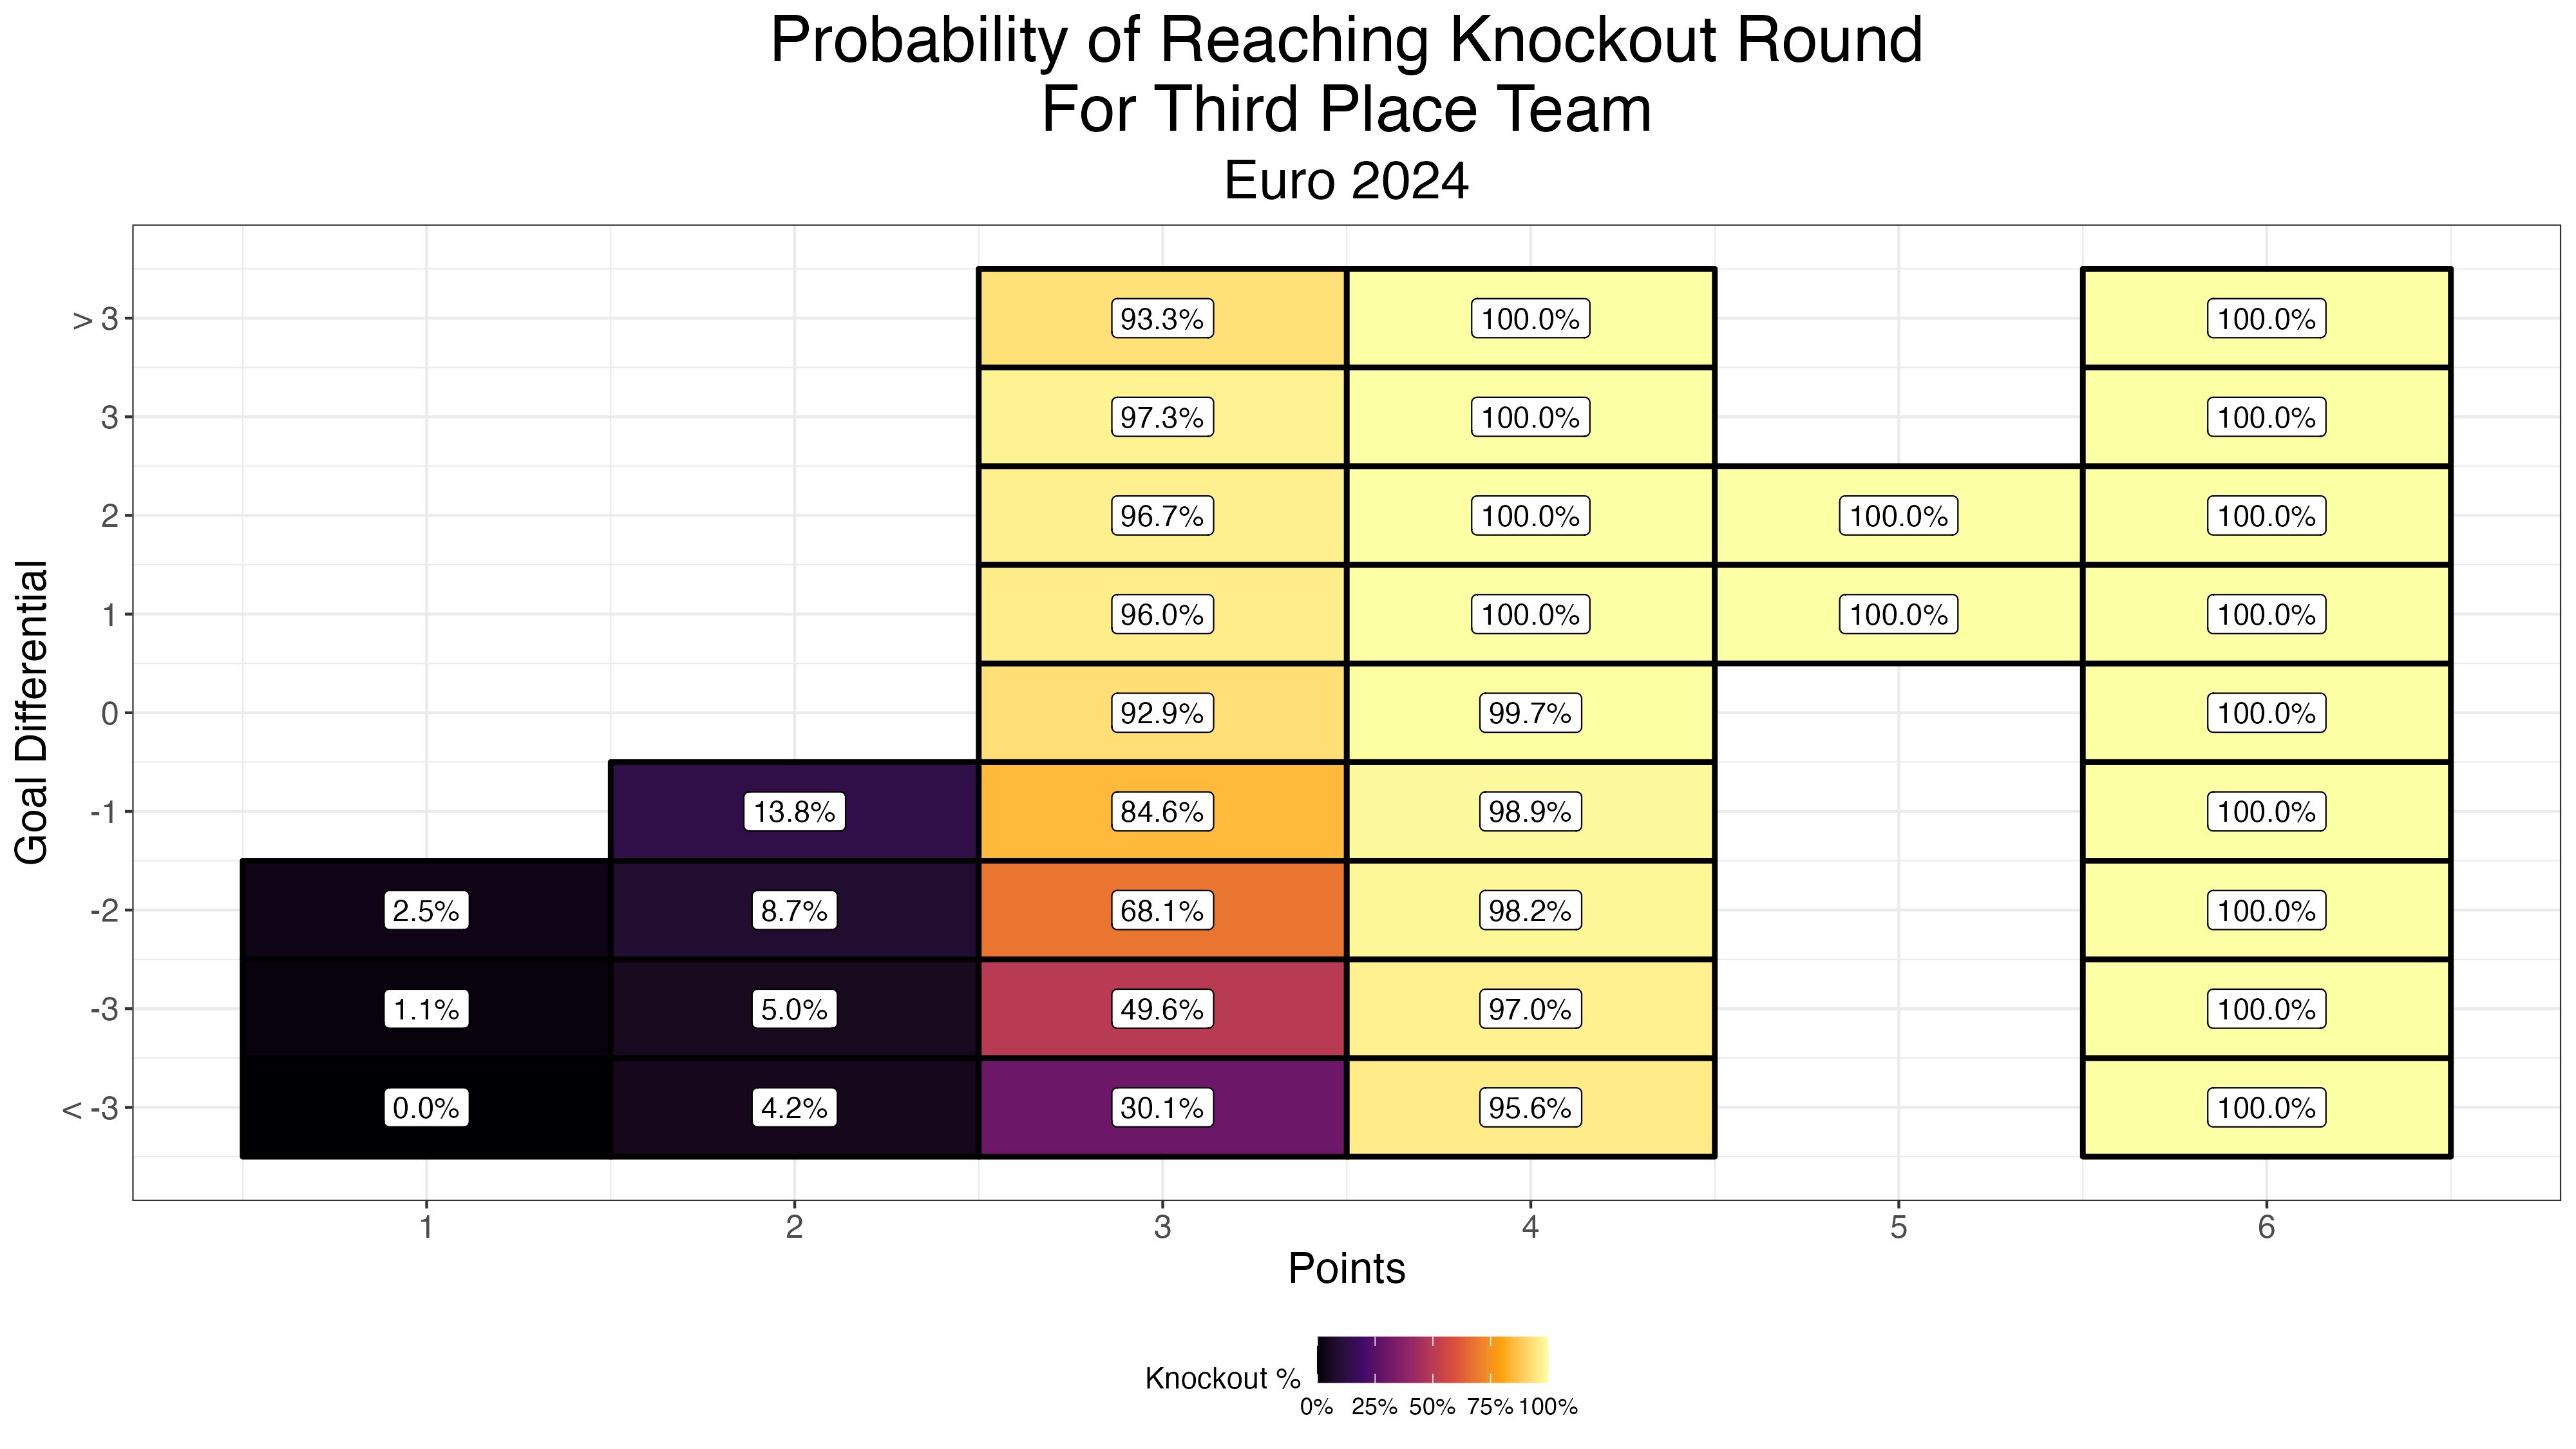 Probability of Reaching Knockout Round
For Third Place Team
Euro 2024
Goal Differential
> 3 93.3% 100.0% 100.0%
3 97.3% 100.0% 100.0%
2 96.7% 100.0% 100.0% 100.0%
1 96.0% 100.0% 100.0% 100.0%
0 92.9% 99.7% 100.0%
-1 13.8% 84.6% 98.9% 100.0%
-2 2.5% 8.7% 68.1% 98.2% 100.0%
-3 1.1% 5.0% 49.6% 97.0% 100.0%
< -3 0.0% 4.2% 30.1% 95.6% 100.0%
1 2 3 4 5 6
Points
Knockout %
0% 25% 50% 75% 100%